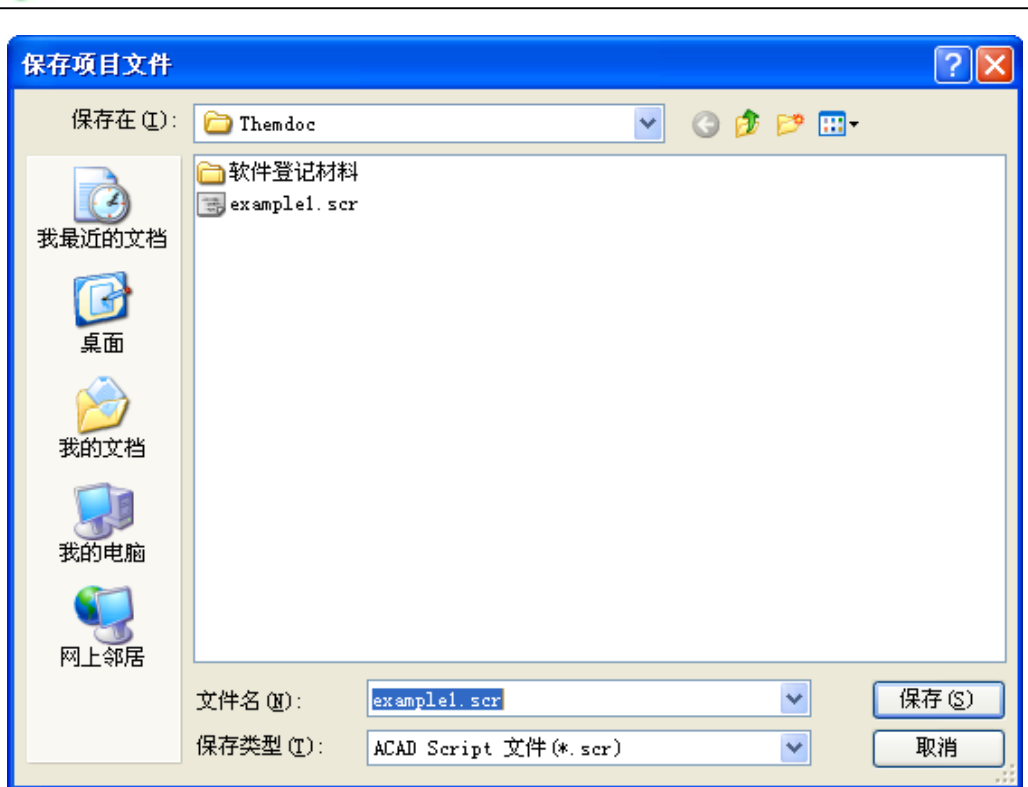 保存项目文件
保存在(I):
Themdoc
软件登记材料
example1.scr
我最近的文档
桌面
我的文档
我的电脑
网上邻居
文件名(N):
example1.scr
保存(S)
保存类型(T):
ACAD Script 文件(*.scr)
取消